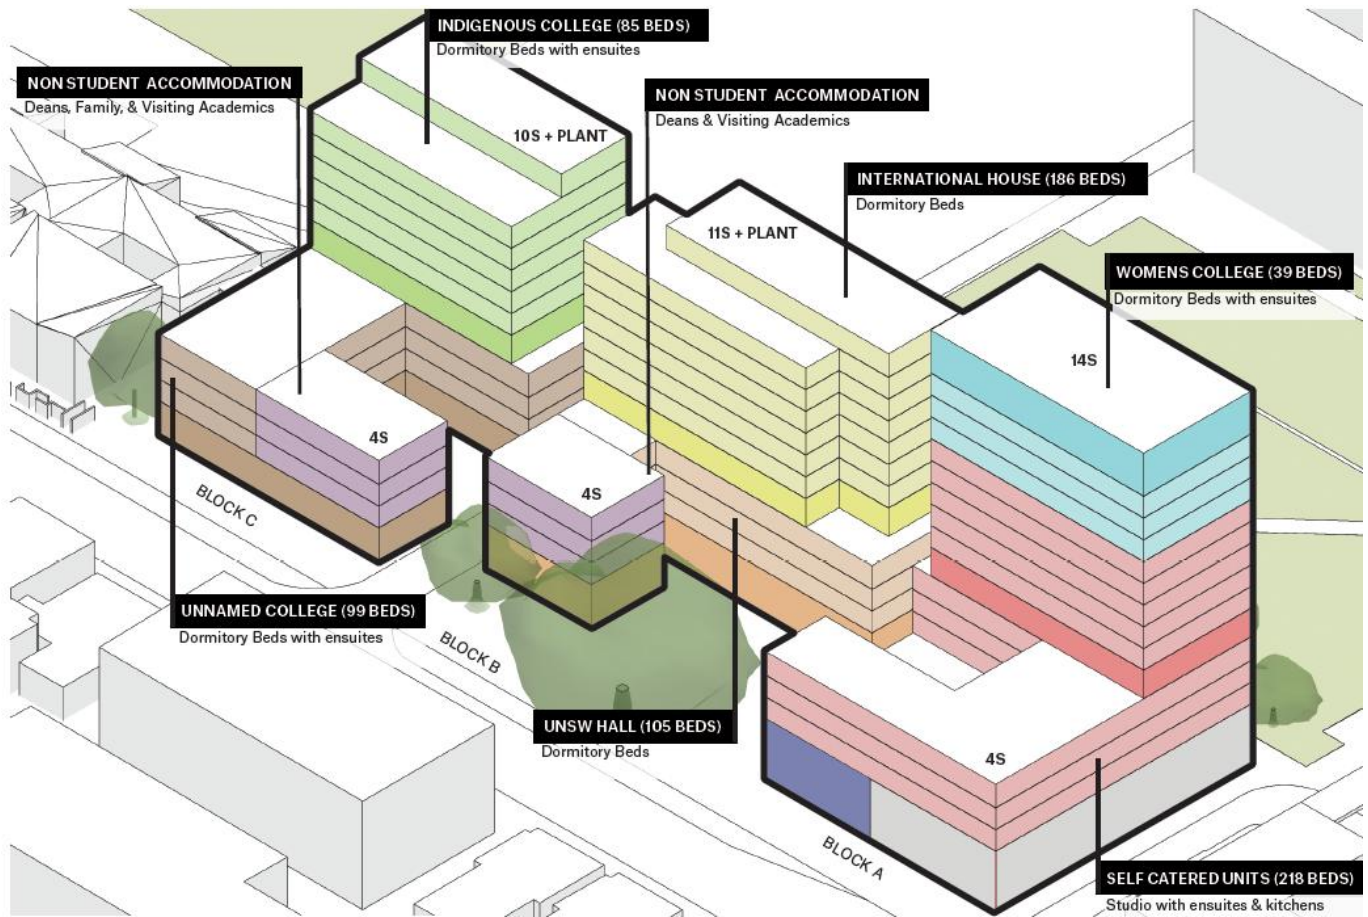 INDIGENOUS COLLEGE (85 BEDS)
Dormitory Beds with ensuites
NON STUDENT ACCOMMODATION
Deans, Family, & Visiting Academics
NON STUDENT ACCOMMODATION
Deans & Visiting Academics
10S + PLANT
INTERNATIONAL HOUSE (186 BEDS)
Dormitory Beds
11S + PLANT
WOMENS COLLEGE (39 BEDS)
Dormitory Beds with ensuites
14S
4S
4S
BLOCK C
UNNAMED COLLEGE (99 BEDS)
Dormitory Beds with ensuites
BLOCK B
UNSW HALL (105 BEDS)
Dormitory Beds
4S
BLOCK A
SELF CATERED UNITS (218 BEDS)
Studio with ensuites & kitchens